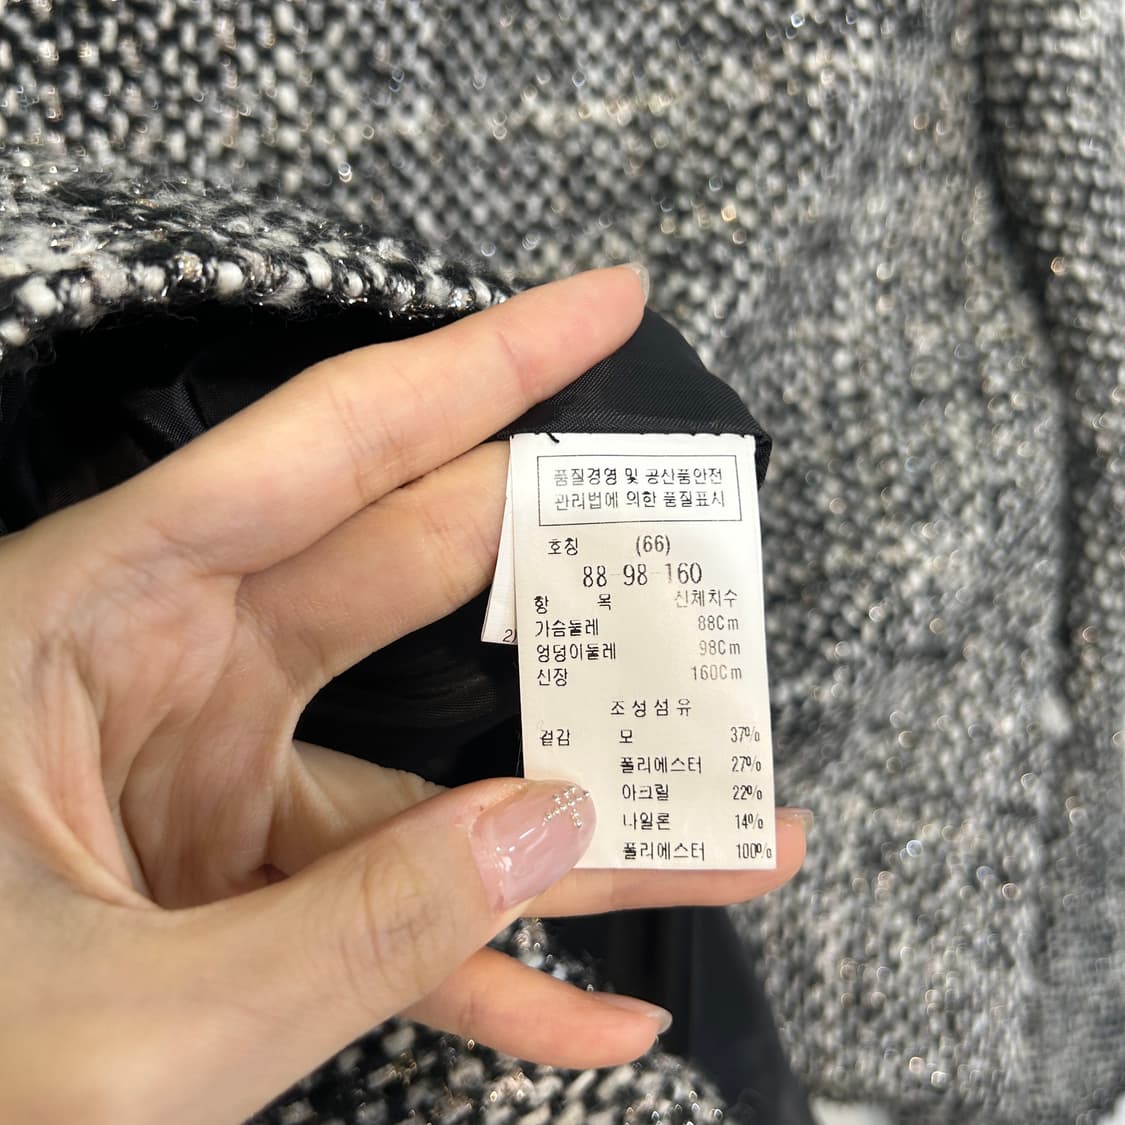 품질경영 및 공산품안전
관리법에 의한 품질표시
호칭 (66)
88-98-160
항 목 신체치수
가슴둘레 88Cm
엉덩이둘레 98Cm
신장 160Cm
조성섬유
겉감 모 37%
폴리에스터 27%
아크릴 22%
나일론 14%
폴리에스터 100%